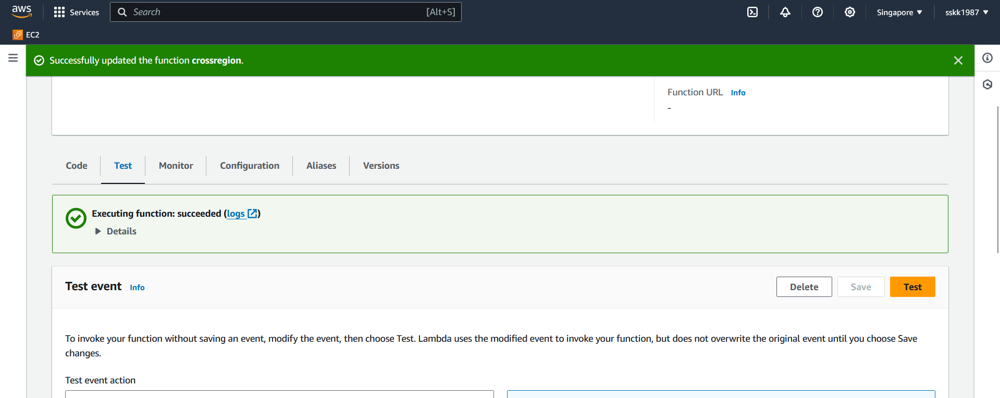 aws
Services
Search
[Alt+S]
Singapore
sskk1987
EC2
Successfully updated the function crossregion.
Function URL Info
-
Code
Test
Monitor
Configuration
Aliases
Versions
Executing function: succeeded (logs)
Details
Test event Info
Delete
Save
Test
To invoke your function without saving an event, modify the event, then choose Test. Lambda uses the modified event to invoke your function, but does not overwrite the original event until you choose Save
changes.
Test event action